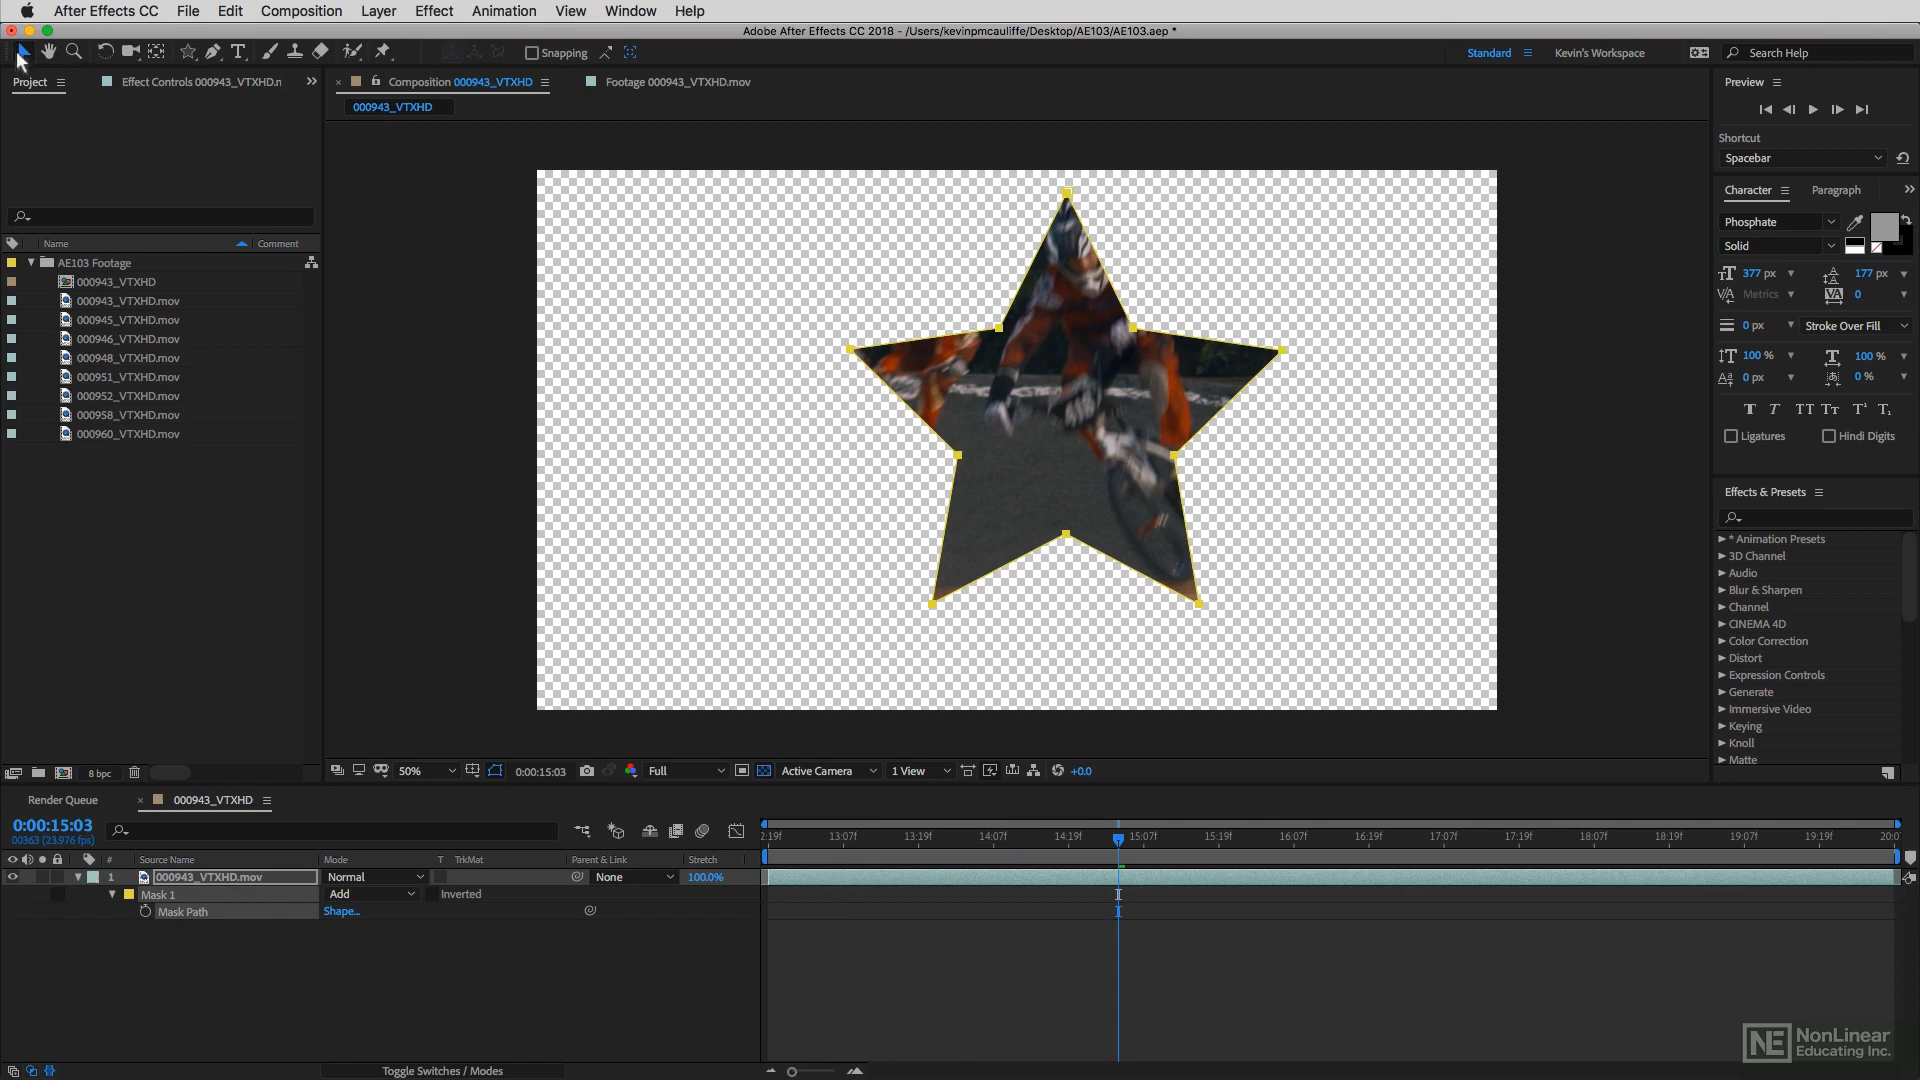 After Effects CC File Edit Composition Layer Effect Animation View Window Help
Adobe After Effects CC 2018 - /Users/kevinpmcauliffe/Desktop/AE103/AE103.aep *
Snapping Standard Kevin's Workspace Search Help
Project Effect Controls 000943_VTXHD.n Composition 000943_VTXHD Footage 000943_VTXHD.mov
000943_VTXHD
Name Comment
AE103 Footage
000943_VTXHD
000943_VTXHD.mov
000945_VTXHD.mov
000946_VTXHD.mov
000948_VTXHD.mov
000951_VTXHD.mov
000952_VTXHD.mov
000958_VTXHD.mov
000960_VTXHD.mov
8 bpc
50% 0:00:15:03 Full Active Camera 1 View +0.0
Preview
Shortcut
Spacebar
Character Paragraph
Phosphate
Solid
377 px 177 px
Metrics 0
0 px Stroke Over Fill
100 % 100 %
0 px 0 %
T T TT Tт T¹ T₁
Ligatures Hindi Digits
Effects & Presets
* Animation Presets
3D Channel
Audio
Blur & Sharpen
Channel
CINEMA 4D
Color Correction
Distort
Expression Controls
Generate
Immersive Video
Keying
Knoll
Matte
Render Queue 000943_VTXHD
0:00:15:03
00363 (23.976 fps)
2:19f 13:07f 13:19f 14:07f 14:19f 15:07f 15:19f 16:07f 16:19f 17:07f 17:19f 18:07f 18:19f 19:07f 19:19f 20:0
# Source Name Mode T TrkMat Parent & Link Stretch
1 000943_VTXHD.mov Normal None 100.0%
Mask 1 Add Inverted
Mask Path Shape...
Toggle Switches / Modes
NE NonLinear
Educating Inc.